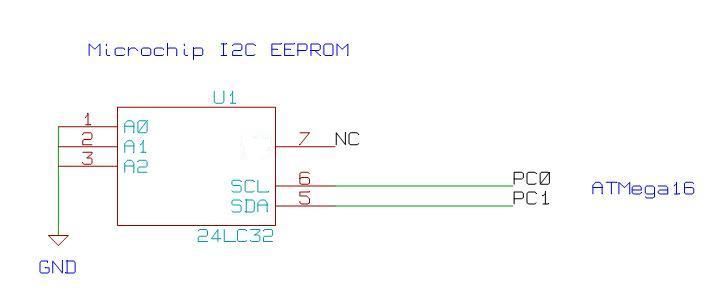 Microchip I2C EEPROM
U1
1 A0
2 A1
3 A2
7 NC
SCL 6 PC0
SDA 5 PC1
ATMega16
24LC32
GND